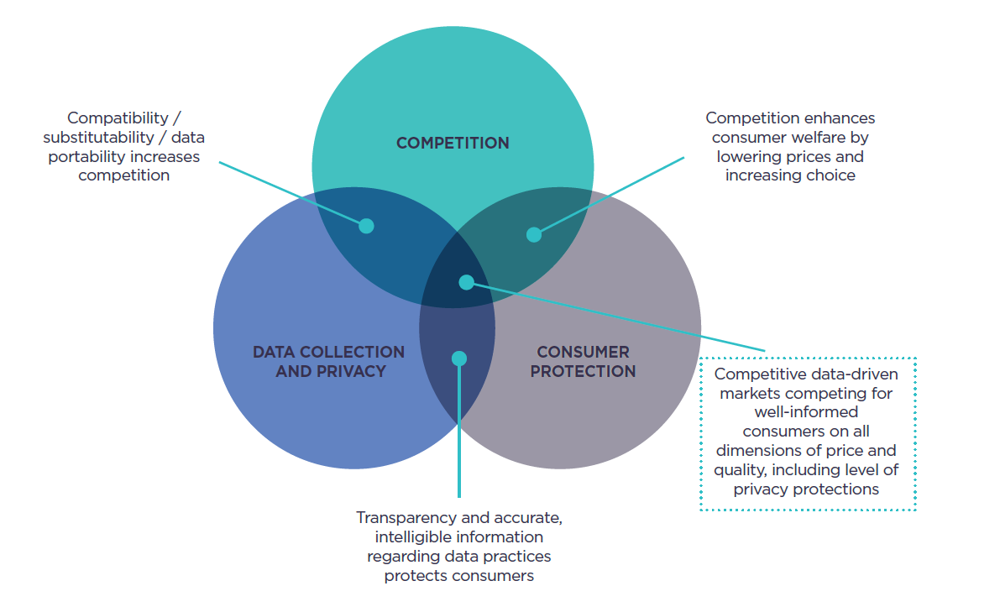 Compatibility /
substitutability / data
portability increases
competition
COMPETITION
Competition enhances
consumer welfare by
lowering prices and
increasing choice
DATA COLLECTION
AND PRIVACY
CONSUMER
PROTECTION
Competitive data-driven
markets competing for
well-informed
consumers on all
dimensions of price and
quality, including level of
privacy protections
Transparency and accurate,
intelligible information
regarding data practices
protects consumers